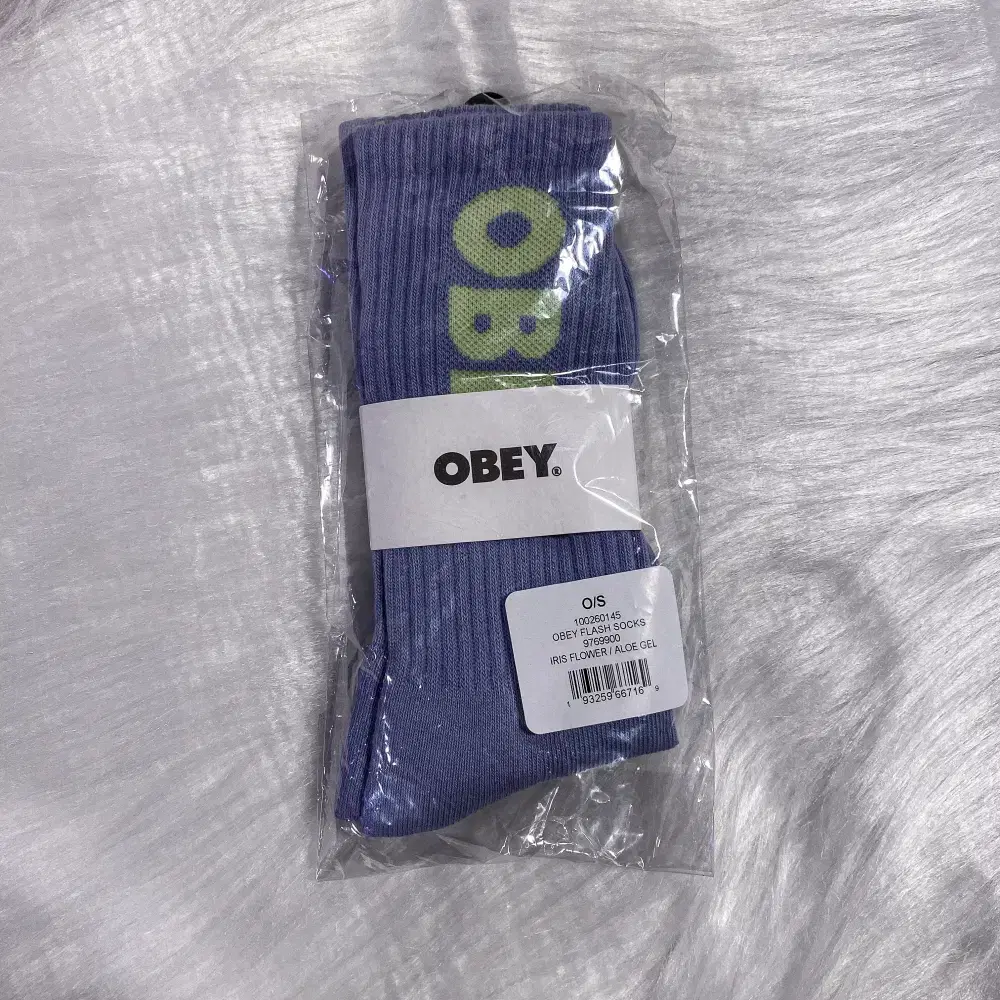 OBE
OBEY.®
O/S
100260145
OBEY FLASH SOCKS
9769900
IRIS FLOWER / ALOE GEL
1 93259 66716 9